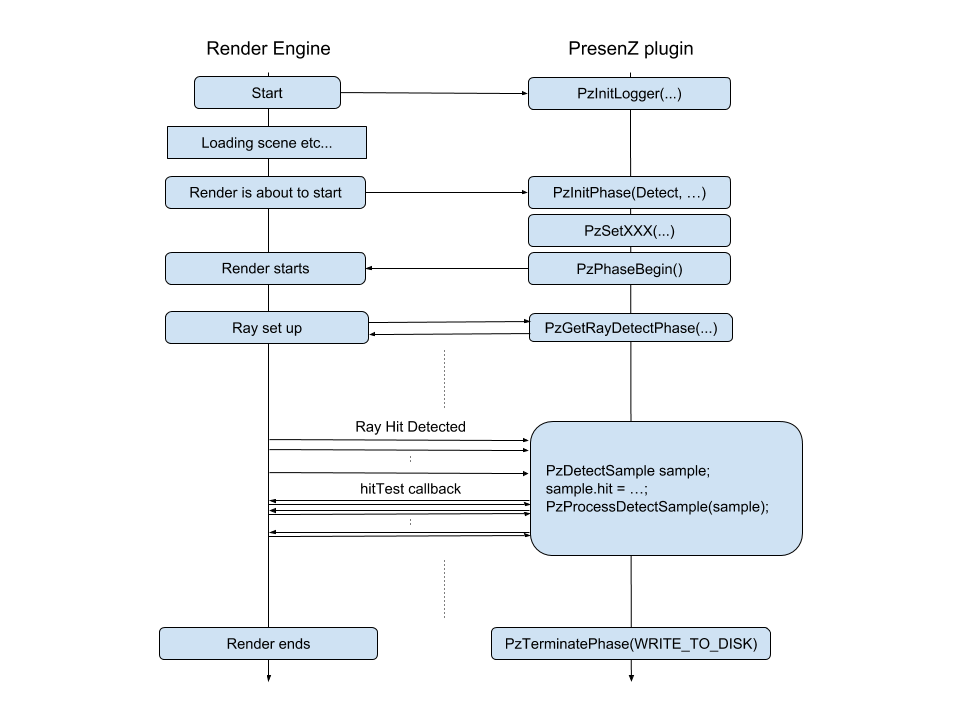 Render Engine
PresenZ plugin
Start
PzInitLogger(...)
Loading scene etc...
Render is about to start
PzInitPhase(Detect, …)
PzSetXXX(...)
Render starts
PzPhaseBegin()
Ray set up
PzGetRayDetectPhase(...)
Ray Hit Detected
:
hitTest callback
:
PzDetectSample sample;
sample.hit = …;
PzProcessDetectSample(sample);
Render ends
PzTerminatePhase(WRITE_TO_DISK)